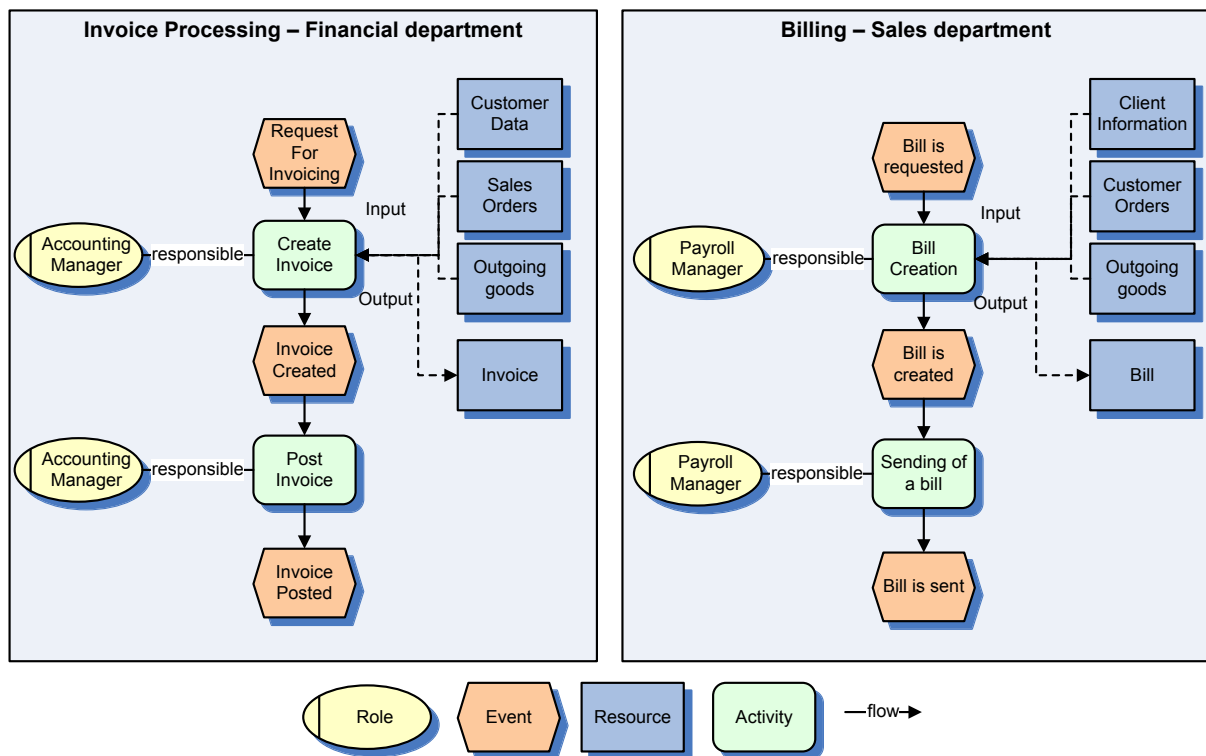 Invoice Processing – Financial department
Request
For
Invoicing
Customer
Data
Input
Sales
Orders
Accounting
Manager
responsible
Create
Invoice
Outgoing
goods
Output
Invoice
Created
Invoice
Accounting
Manager
responsible
Post
Invoice
Invoice
Posted
Billing – Sales department
Bill is
requested
Client
Information
Input
Customer
Orders
Payroll
Manager
responsible
Bill
Creation
Outgoing
goods
Output
Bill is
created
Bill
Payroll
Manager
responsible
Sending of
a bill
Bill is sent
Role
Event
Resource
Activity
flow